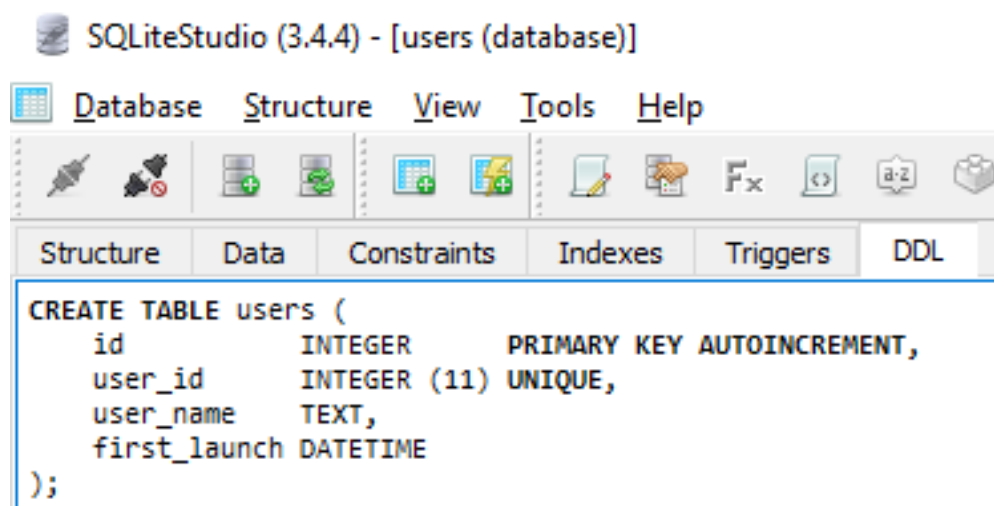 SQLiteStudio (3.4.4) - [users (database)]
Database Structure View Tools Help
Fx a-z
Structure Data Constraints Indexes Triggers DDL
CREATE TABLE users (
    id INTEGER PRIMARY KEY AUTOINCREMENT,
    user_id INTEGER (11) UNIQUE,
    user_name TEXT,
    first_launch DATETIME
);